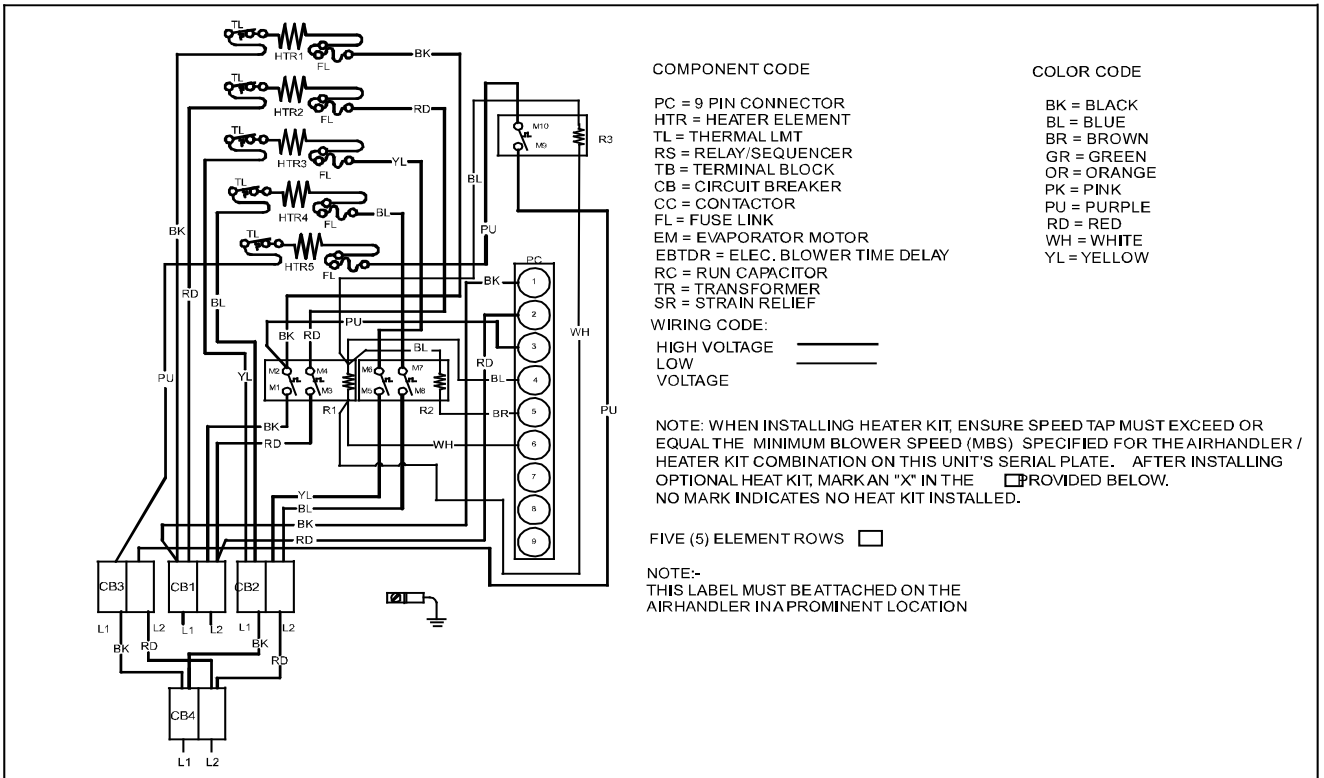 TL
HTR1
FL
BK
TL
HTR2
FL
RD
TL
HTR3
FL
YL
TL
HTR4
FL
BL
TL
HTR5
FL
M10
M9
R3
BL
PU
BK
RD
BL
PU
YL
WH
PU
PC
BK
1
2
3
4
5
6
7
8
9
BK
RD
PU
RD
BL
BL
BR
WH
M2
M4
M1
M3
R1
M6
M7
M5
M8
R2
BK
RD
YL
BL
BK
RD
CB3
CB1
CB2
L1
L2
L1
L2
L1
L2
BK
RD
BK
RD
CB4
L1
L2
COMPONENT CODE
PC = 9 PIN CONNECTOR
HTR = HEATER ELEMENT
TL = THERMAL LMT
RS = RELAY/SEQUENCER
TB = TERMINAL BLOCK
CB = CIRCUIT BREAKER
CC = CONTACTOR
FL = FUSE LINK
EM = EVAPORATOR MOTOR
EBTDR = ELEC. BLOWER TIME DELAY
RC = RUN CAPACITOR
TR = TRANSFORMER
SR = STRAIN RELIEF
COLOR CODE
BK = BLACK
BL = BLUE
BR = BROWN
GR = GREEN
OR = ORANGE
PK = PINK
PU = PURPLE
RD = RED
WH = WHITE
YL = YELLOW
WIRING CODE:
HIGH VOLTAGE
LOW
VOLTAGE
NOTE: WHEN INSTALLING HEATER KIT, ENSURE SPEED TAP MUST EXCEED OR
EQUAL THE MINIMUM BLOWER SPEED (MBS) SPECIFIED FOR THE AIRHANDLER /
HEATER KIT COMBINATION ON THIS UNIT'S SERIAL PLATE. AFTER INSTALLING
OPTIONAL HEAT KIT, MARK AN "X" IN THE PROVIDED BELOW.
NO MARK INDICATES NO HEAT KIT INSTALLED.
FIVE (5) ELEMENT ROWS
NOTE:-
THIS LABEL MUST BE ATTACHED ON THE
AIRHANDLER IN A PROMINENT LOCATION